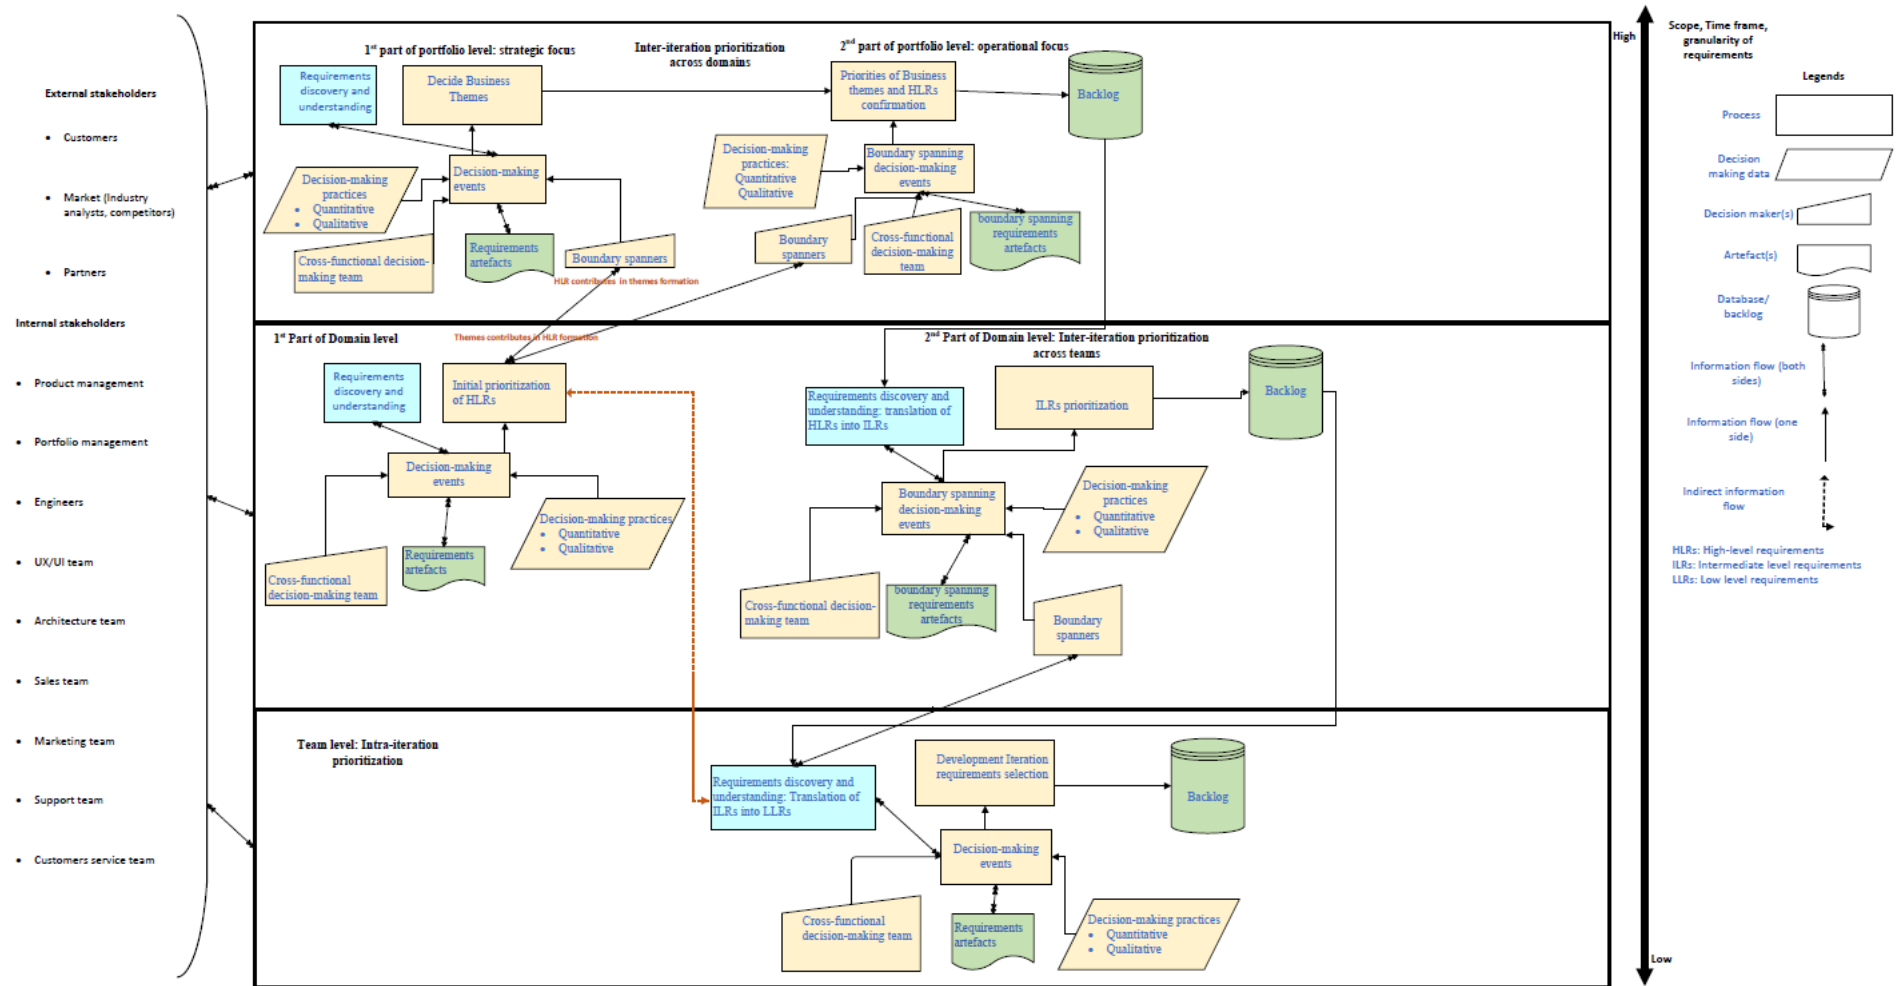 External stakeholders
• Customers
• Market (Industry
analysts, competitors)
• Partners
Internal stakeholders
• Product management
• Portfolio management
• Engineers
• UX/UI team
• Architecture team
• Sales team
• Marketing team
• Support team
• Customers service team
1st part of portfolio level: strategic focus
Inter-iteration prioritization
across domains
2nd part of portfolio level: operational focus
Requirements
discovery and
understanding
Decide Business
Themes
Priorities of Business
themes and HLRs
confirmation
Backlog
Decision-making
practices
• Quantitative
• Qualitative
Decision-making
events
Cross-functional decision-
making team
Requirements
artefacts
Boundary spanners
HLR contributes in themes formation
Decision-making
practices:
Quantitative
Qualitative
Boundary spanning
decision-making
events
Boundary
spanners
Cross-functional
decision-making
team
boundary spanning
requirements
artefacts
1st Part of Domain level
Themes contributes in HLR formation
2nd Part of Domain level: Inter-iteration prioritization
across teams
Requirements
discovery and
understanding
Initial prioritization
of HLRs
Decision-making
events
Decision-making practices
• Quantitative
• Qualitative
Requirements
artefacts
Cross-functional
decision-making team
Requirements discovery and
understanding: translation of
HLRs into ILRs
ILRs prioritization
Backlog
Boundary spanning
decision-making
events
Decision-making
practices
• Quantitative
• Qualitative
Cross-functional decision-
making team
boundary spanning
requirements
artefacts
Boundary
spanners
Team level: Intra-iteration
prioritization
Requirements discovery and
understanding: Translation of
ILRs into LLRs
Development Iteration
requirements selection
Backlog
Decision-making
events
Cross-functional
decision-making team
Requirements
artefacts
Decision-making practices
• Quantitative
• Qualitative
High
Low
Scope, Time frame,
granularity of
requirements
Legends
Process
Decision
making data
Decision maker(s)
Artefact(s)
Database/
backlog
Information flow (both
sides)
Information flow (one
side)
Indirect information
flow
HLRs: High-level requirements
ILRs: Intermediate level requirements
LLRs: Low level requirements